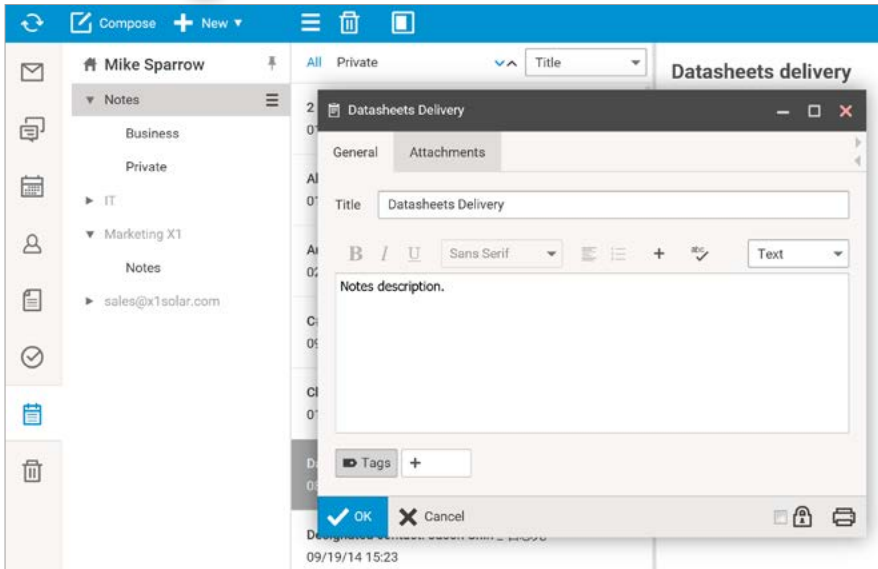 Compose New
Mike Sparrow
Notes
Business
Private
IT
Marketing X1
Notes
sales@x1solar.com
All Private Title
Datasheets delivery
2
Datasheets Delivery
General Attachments
Title Datasheets Delivery
B I U Sans Serif + abc Text
Notes description.
Tags +
OK Cancel
09/19/14 15:23